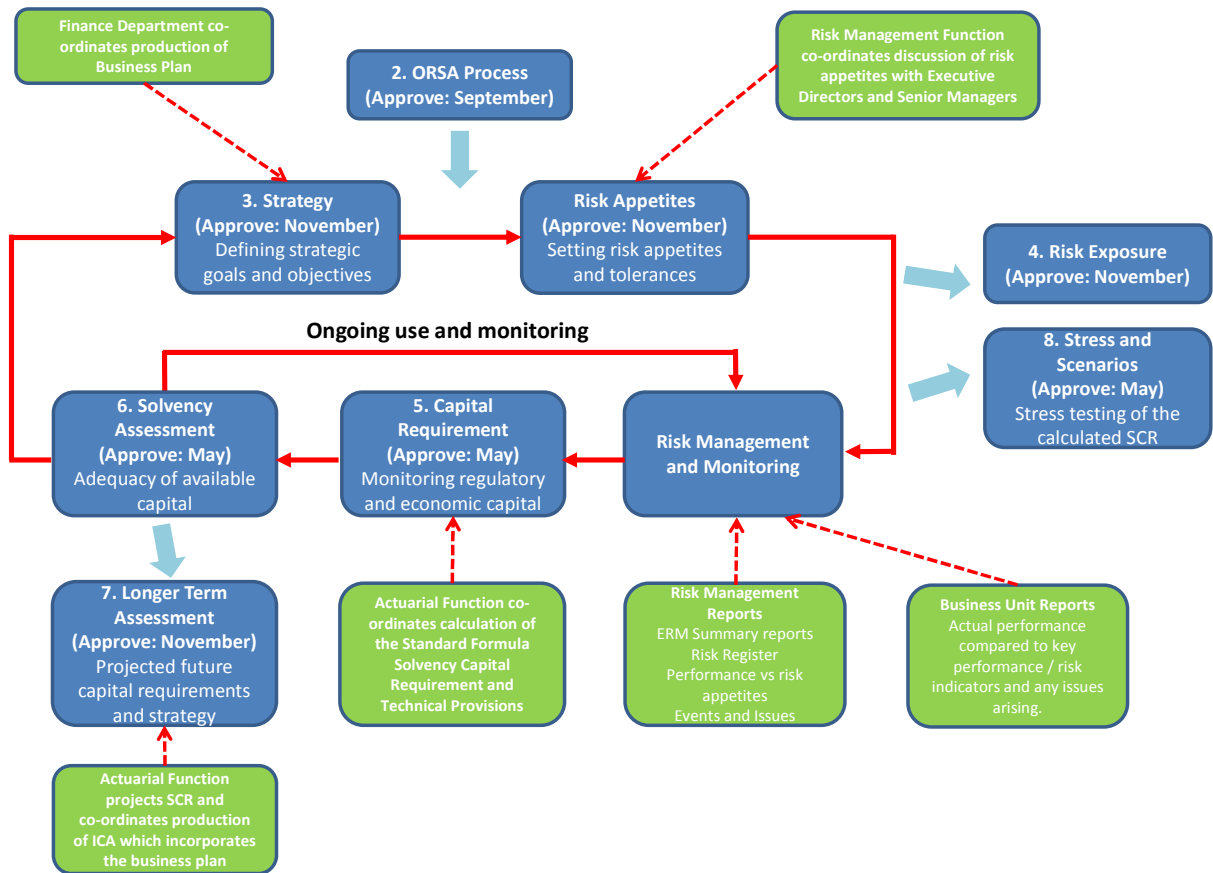 Finance Department co-
ordinates production of
Business Plan
2. ORSA Process
(Approve: September)
Risk Management Function
co-ordinates discussion of risk
appetites with Executive
Directors and Senior Managers
3. Strategy
(Approve: November)
Defining strategic
goals and objectives
Risk Appetites
(Approve: November)
Setting risk appetites
and tolerances
4. Risk Exposure
(Approve: November)
Ongoing use and monitoring
8. Stress and
Scenarios
(Approve: May)
Stress testing of the
calculated SCR
6. Solvency
Assessment
(Approve: May)
Adequacy of available
capital
5. Capital
Requirement
(Approve: May)
Monitoring regulatory
and economic capital
Risk Management
and Monitoring
7. Longer Term
Assessment
(Approve: November)
Projected future
capital requirements
and strategy
Actuarial Function co-
ordinates calculation of
the Standard Formula
Solvency Capital
Requirement and
Technical Provisions
Risk Management
Reports
ERM Summary reports
Risk Register
Performance vs risk
appetites
Events and Issues
Business Unit Reports
Actual performance
compared to key
performance / risk
indicators and any issues
arising.
Actuarial Function
projects SCR and
co-ordinates production
of ICA which incorporates
the business plan